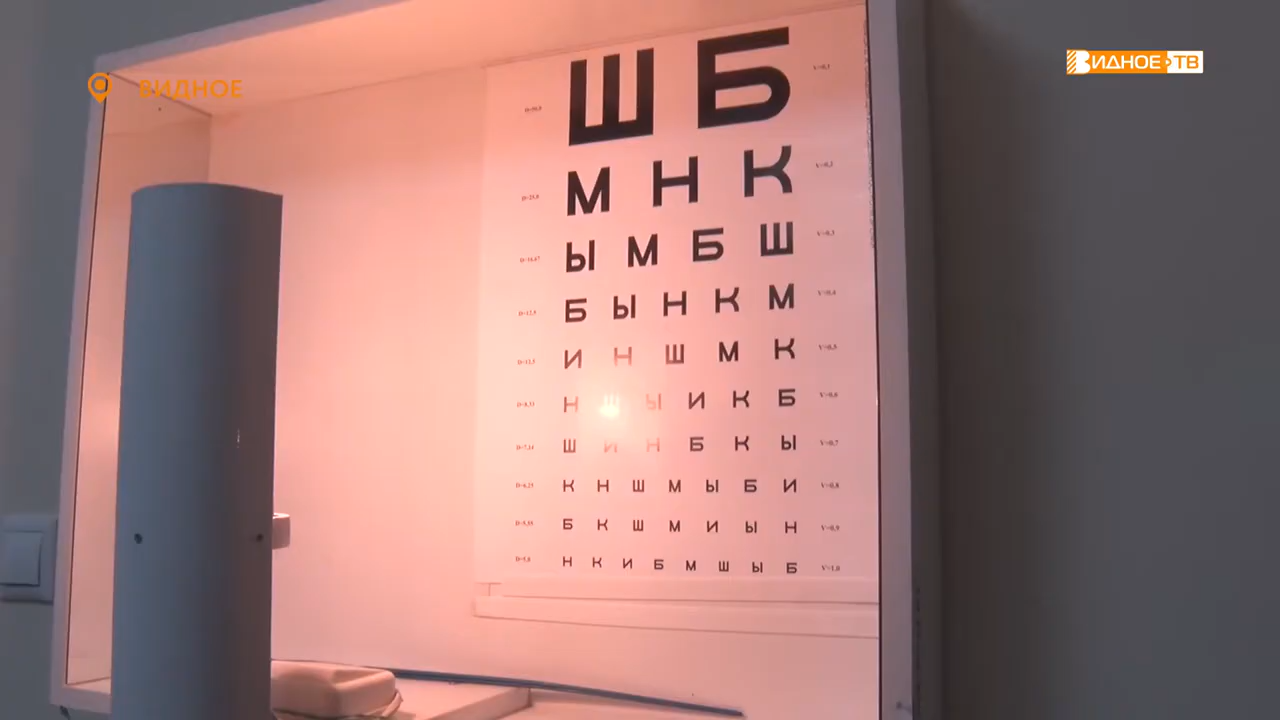 ВИДНОЕ
ВИДНОЕ ТВ
Ш Б
М Н К
Ы М Б Ш
Б Ы Н К М
И Н Ш М К
Н Ш Ы И К Б
Ш И Н Б К Ы
К Н Ш М Ы Б И
Б К Ш М И Ы Н
Н К И Б М Ш Ы Б